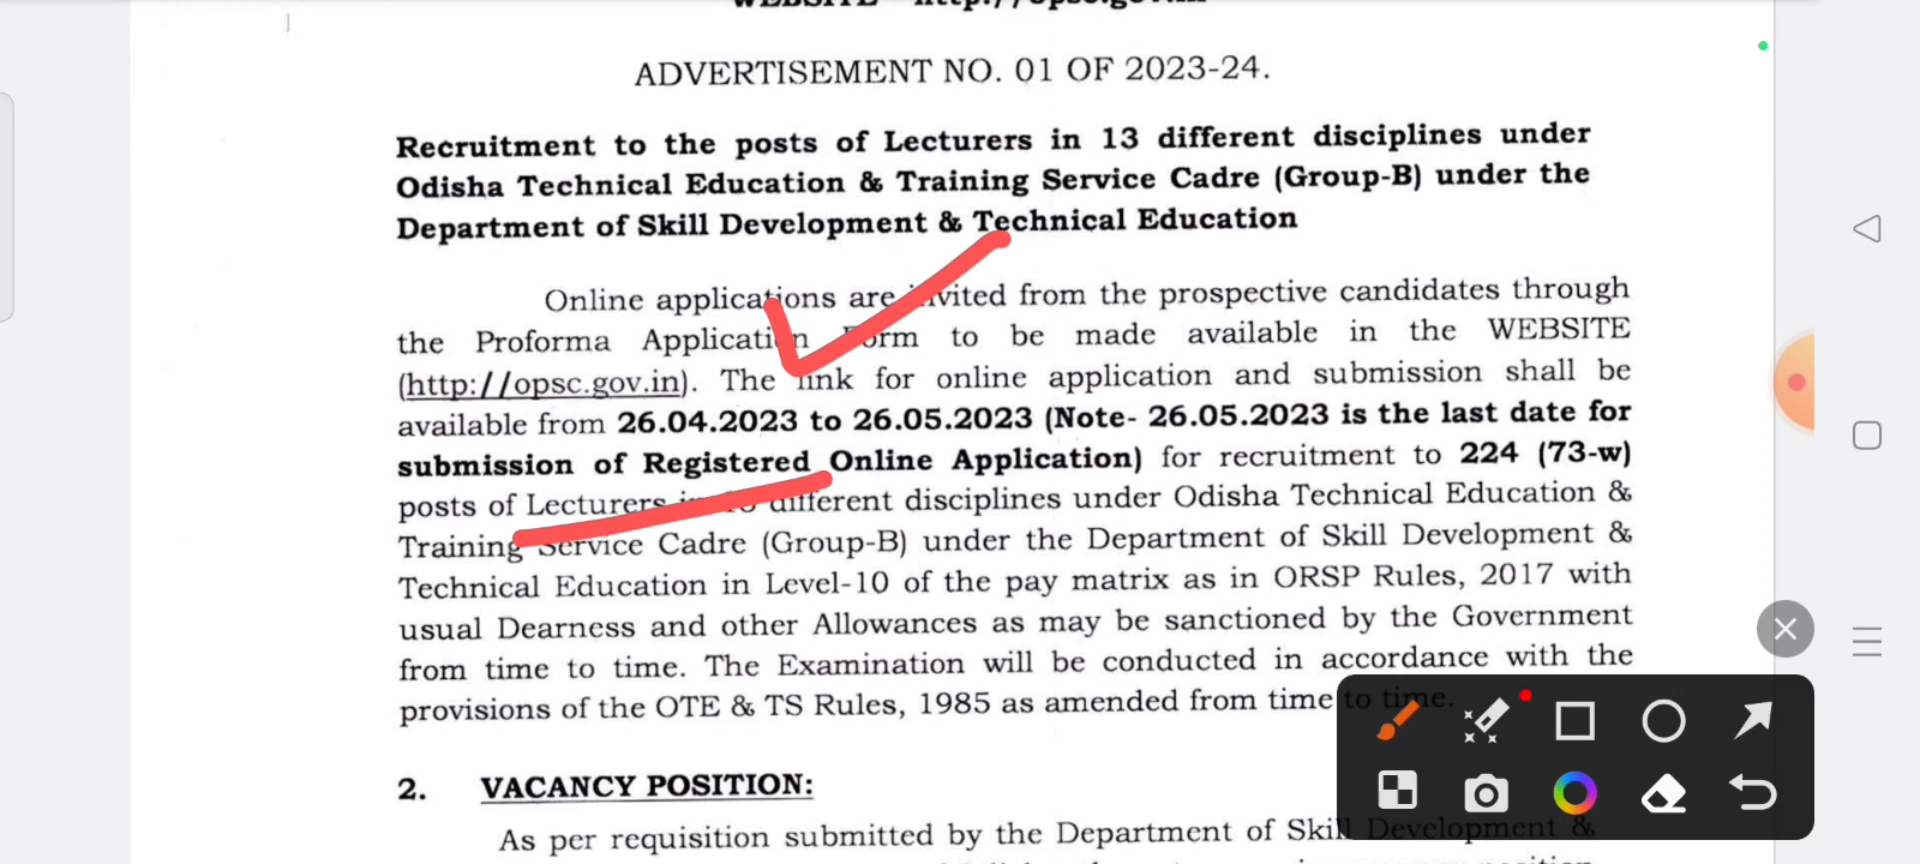 ADVERTISEMENT NO. 01 OF 2023-24.
Recruitment to the posts of Lecturers in 13 different disciplines under
Odisha Technical Education & Training Service Cadre (Group-B) under the
Department of Skill Development & Technical Education
Online applications are invited from the prospective candidates through
the Proforma Application Form to be made available in the WEBSITE
(http://opsc.gov.in). The link for online application and submission shall be
available from 26.04.2023 to 26.05.2023 (Note- 26.05.2023 is the last date for
submission of Registered Online Application) for recruitment to 224 (73-w)
posts of Lecturers in 13 different disciplines under Odisha Technical Education &
Training Service Cadre (Group-B) under the Department of Skill Development &
Technical Education in Level-10 of the pay matrix as in ORSP Rules, 2017 with
usual Dearness and other Allowances as may be sanctioned by the Government
from time to time. The Examination will be conducted in accordance with the
provisions of the OTE & TS Rules, 1985 as amended from time to time.
2. VACANCY POSITION:
As per requisition submitted by the Department of Skill Development &